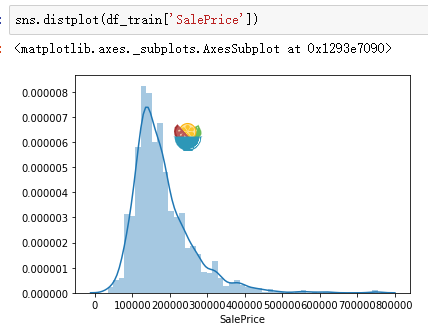 sns.distplot(df_train['SalePrice'])
<matplotlib.axes._subplots.AxesSubplot at 0x1293e7090>
0.000008
0.000007
0.000006
0.000005
0.000004
0.000003
0.000002
0.000001
0.000000
0 100000 200000 300000 400000 500000 600000 700000 800000
SalePrice